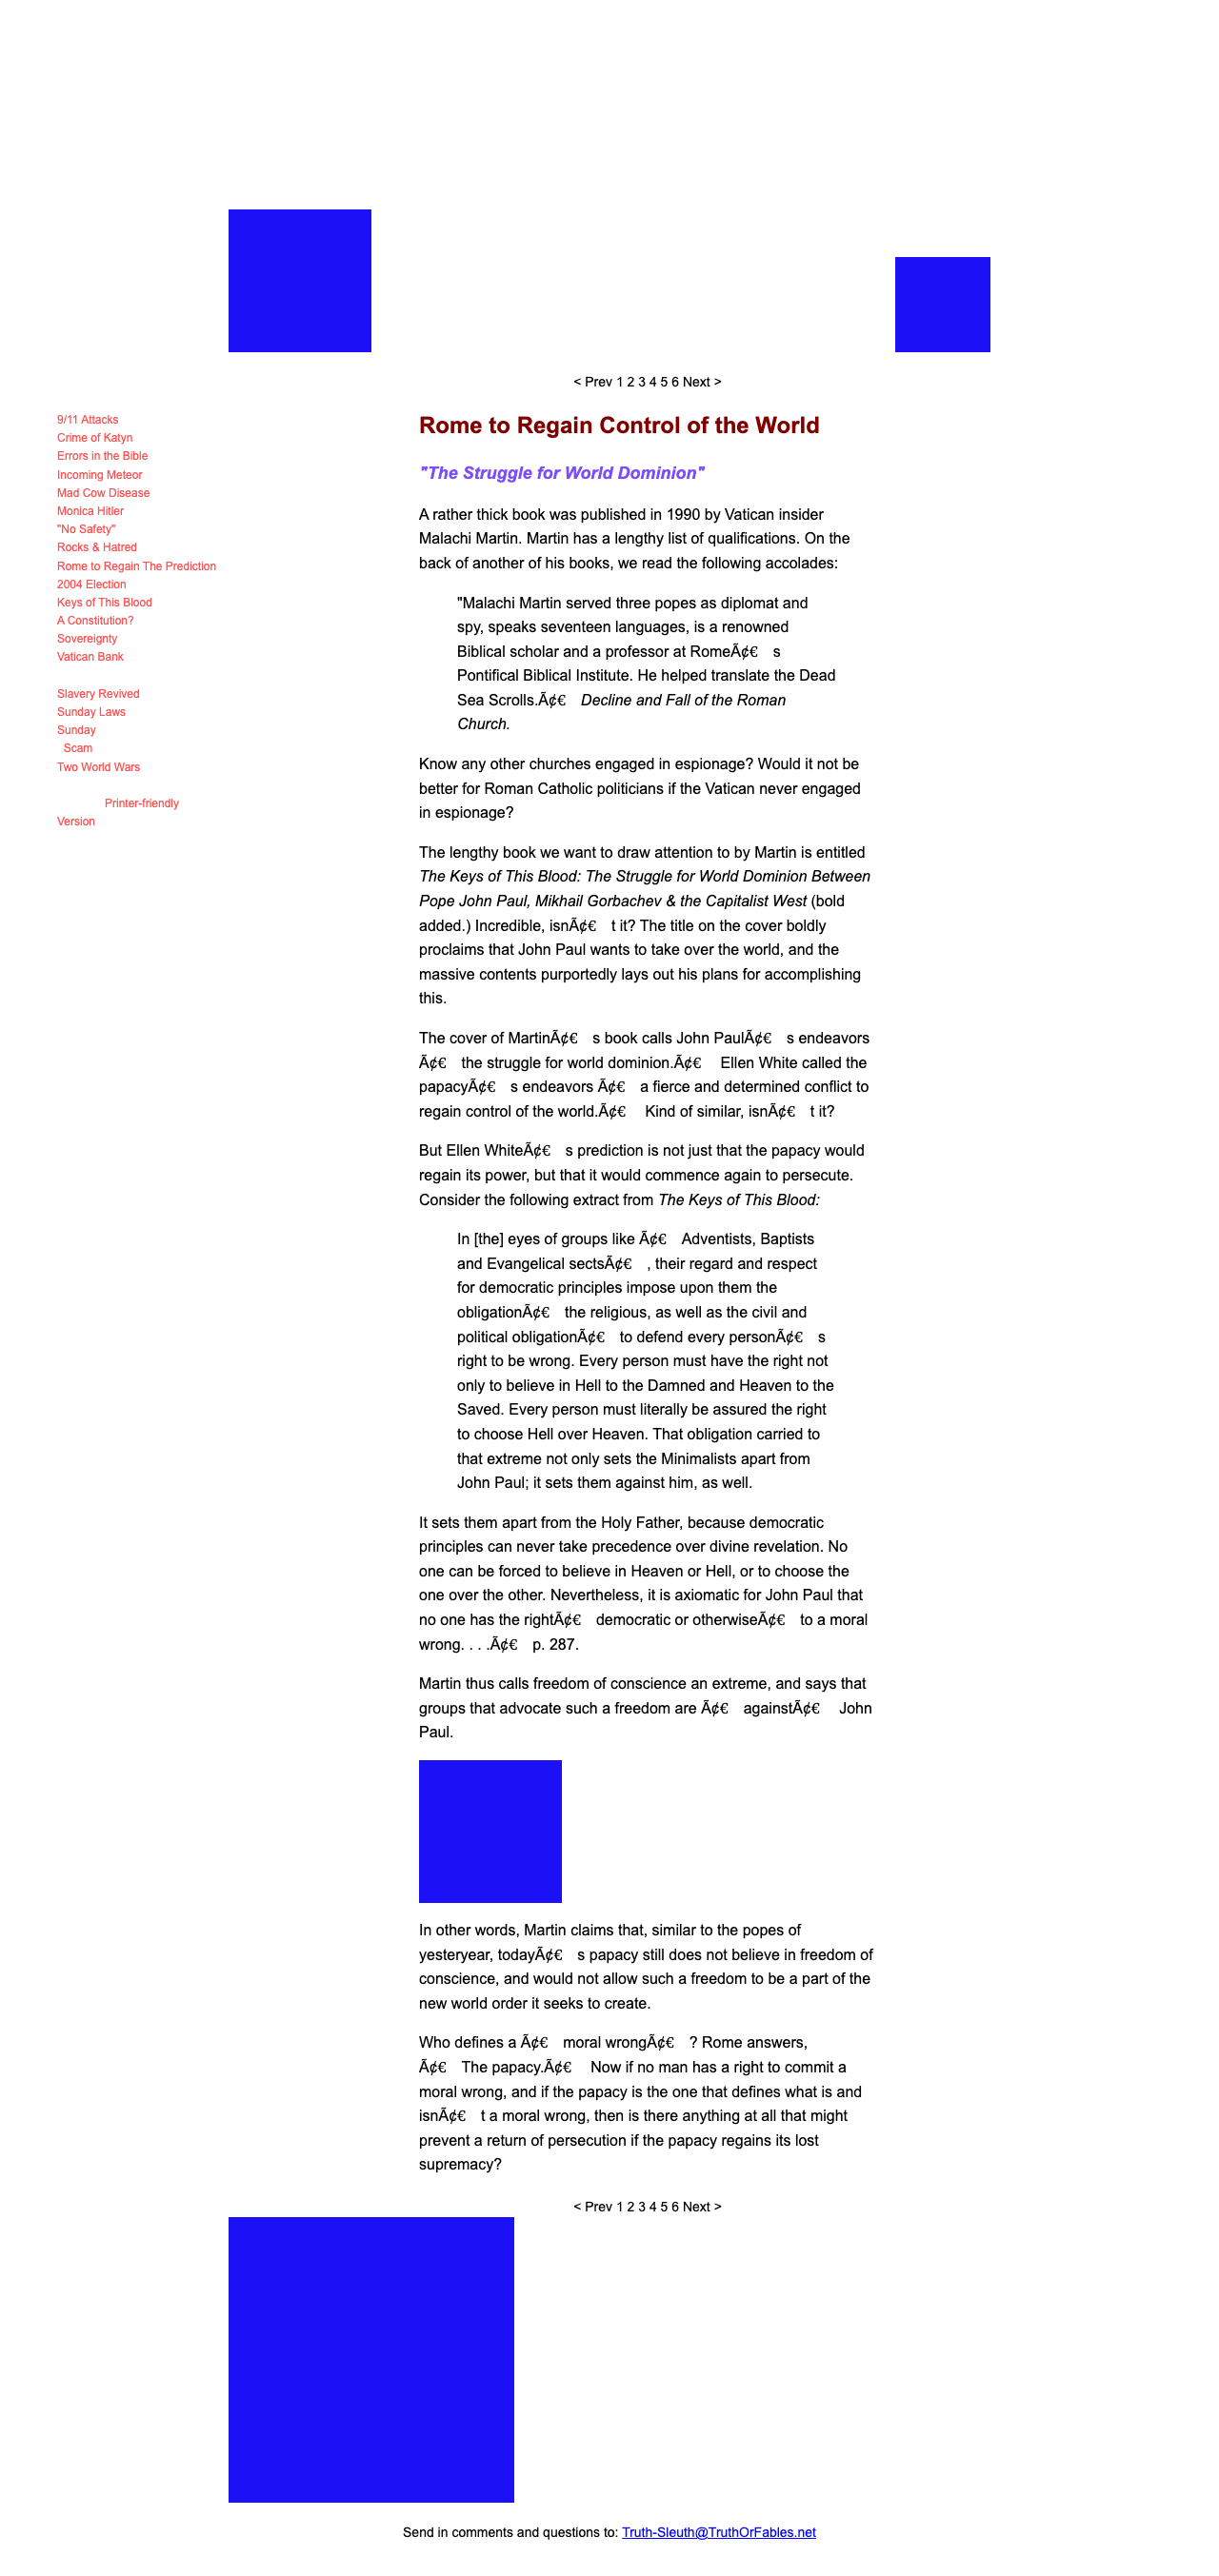 < Prev 1 2 3 4 5 6 Next >
9/11 Attacks
Crime of Katyn
Errors in the Bible
Incoming Meteor
Mad Cow Disease
Monica Hitler
"No Safety"
Rocks & Hatred
Rome to Regain The Prediction
2004 Election
Keys of This Blood
A Constitution?
Sovereignty
Vatican Bank
Slavery Revived
Sunday Laws
Sunday
Scam
Two World Wars
Printer-friendly
Version
Rome to Regain Control of the World
"The Struggle for World Dominion"
A rather thick book was published in 1990 by Vatican insider
Malachi Martin. Martin has a lengthy list of qualifications. On the
back of another of his books, we read the following accolades:
"Malachi Martin served three popes as diplomat and
spy, speaks seventeen languages, is a renowned
Biblical scholar and a professor at RomeÃ¢€ s
Pontifical Biblical Institute. He helped translate the Dead
Sea Scrolls.Ã¢€ Decline and Fall of the Roman
Church.
Know any other churches engaged in espionage? Would it not be
better for Roman Catholic politicians if the Vatican never engaged
in espionage?
The lengthy book we want to draw attention to by Martin is entitled
The Keys of This Blood: The Struggle for World Dominion Between
Pope John Paul, Mikhail Gorbachev & the Capitalist West (bold
added.) Incredible, isnÃ¢€ t it? The title on the cover boldly
proclaims that John Paul wants to take over the world, and the
massive contents purportedly lays out his plans for accomplishing
this.
The cover of MartinÃ¢€ s book calls John PaulÃ¢€ s endeavors
Ã¢€ the struggle for world dominion.Ã¢€ Ellen White called the
papacyÃ¢€ s endeavors Ã¢€ a fierce and determined conflict to
regain control of the world.Ã¢€ Kind of similar, isnÃ¢€ t it?
But Ellen WhiteÃ¢€ s prediction is not just that the papacy would
regain its power, but that it would commence again to persecute.
Consider the following extract from The Keys of This Blood:
In [the] eyes of groups like Ã¢€ Adventists, Baptists
and Evangelical sectsÃ¢€ , their regard and respect
for democratic principles impose upon them the
obligationÃ¢€ the religious, as well as the civil and
political obligationÃ¢€ to defend every personÃ¢€ s
right to be wrong. Every person must have the right not
only to believe in Hell to the Damned and Heaven to the
Saved. Every person must literally be assured the right
to choose Hell over Heaven. That obligation carried to
that extreme not only sets the Minimalists apart from
John Paul; it sets them against him, as well.
It sets them apart from the Holy Father, because democratic
principles can never take precedence over divine revelation. No
one can be forced to believe in Heaven or Hell, or to choose the
one over the other. Nevertheless, it is axiomatic for John Paul that
no one has the rightÃ¢€ democratic or otherwiseÃ¢€ to a moral
wrong. . . .Ã¢€ p. 287.
Martin thus calls freedom of conscience an extreme, and says that
groups that advocate such a freedom are Ã¢€ againstÃ¢€ John
Paul.
In other words, Martin claims that, similar to the popes of
yesteryear, todayÃ¢€ s papacy still does not believe in freedom of
conscience, and would not allow such a freedom to be a part of the
new world order it seeks to create.
Who defines a Ã¢€ moral wrongÃ¢€ ? Rome answers,
Ã¢€ The papacy.Ã¢€ Now if no man has a right to commit a
moral wrong, and if the papacy is the one that defines what is and
isnÃ¢€ t a moral wrong, then is there anything at all that might
prevent a return of persecution if the papacy regains its lost
supremacy?
< Prev 1 2 3 4 5 6 Next >
Send in comments and questions to: Truth-Sleuth@TruthOrFables.net